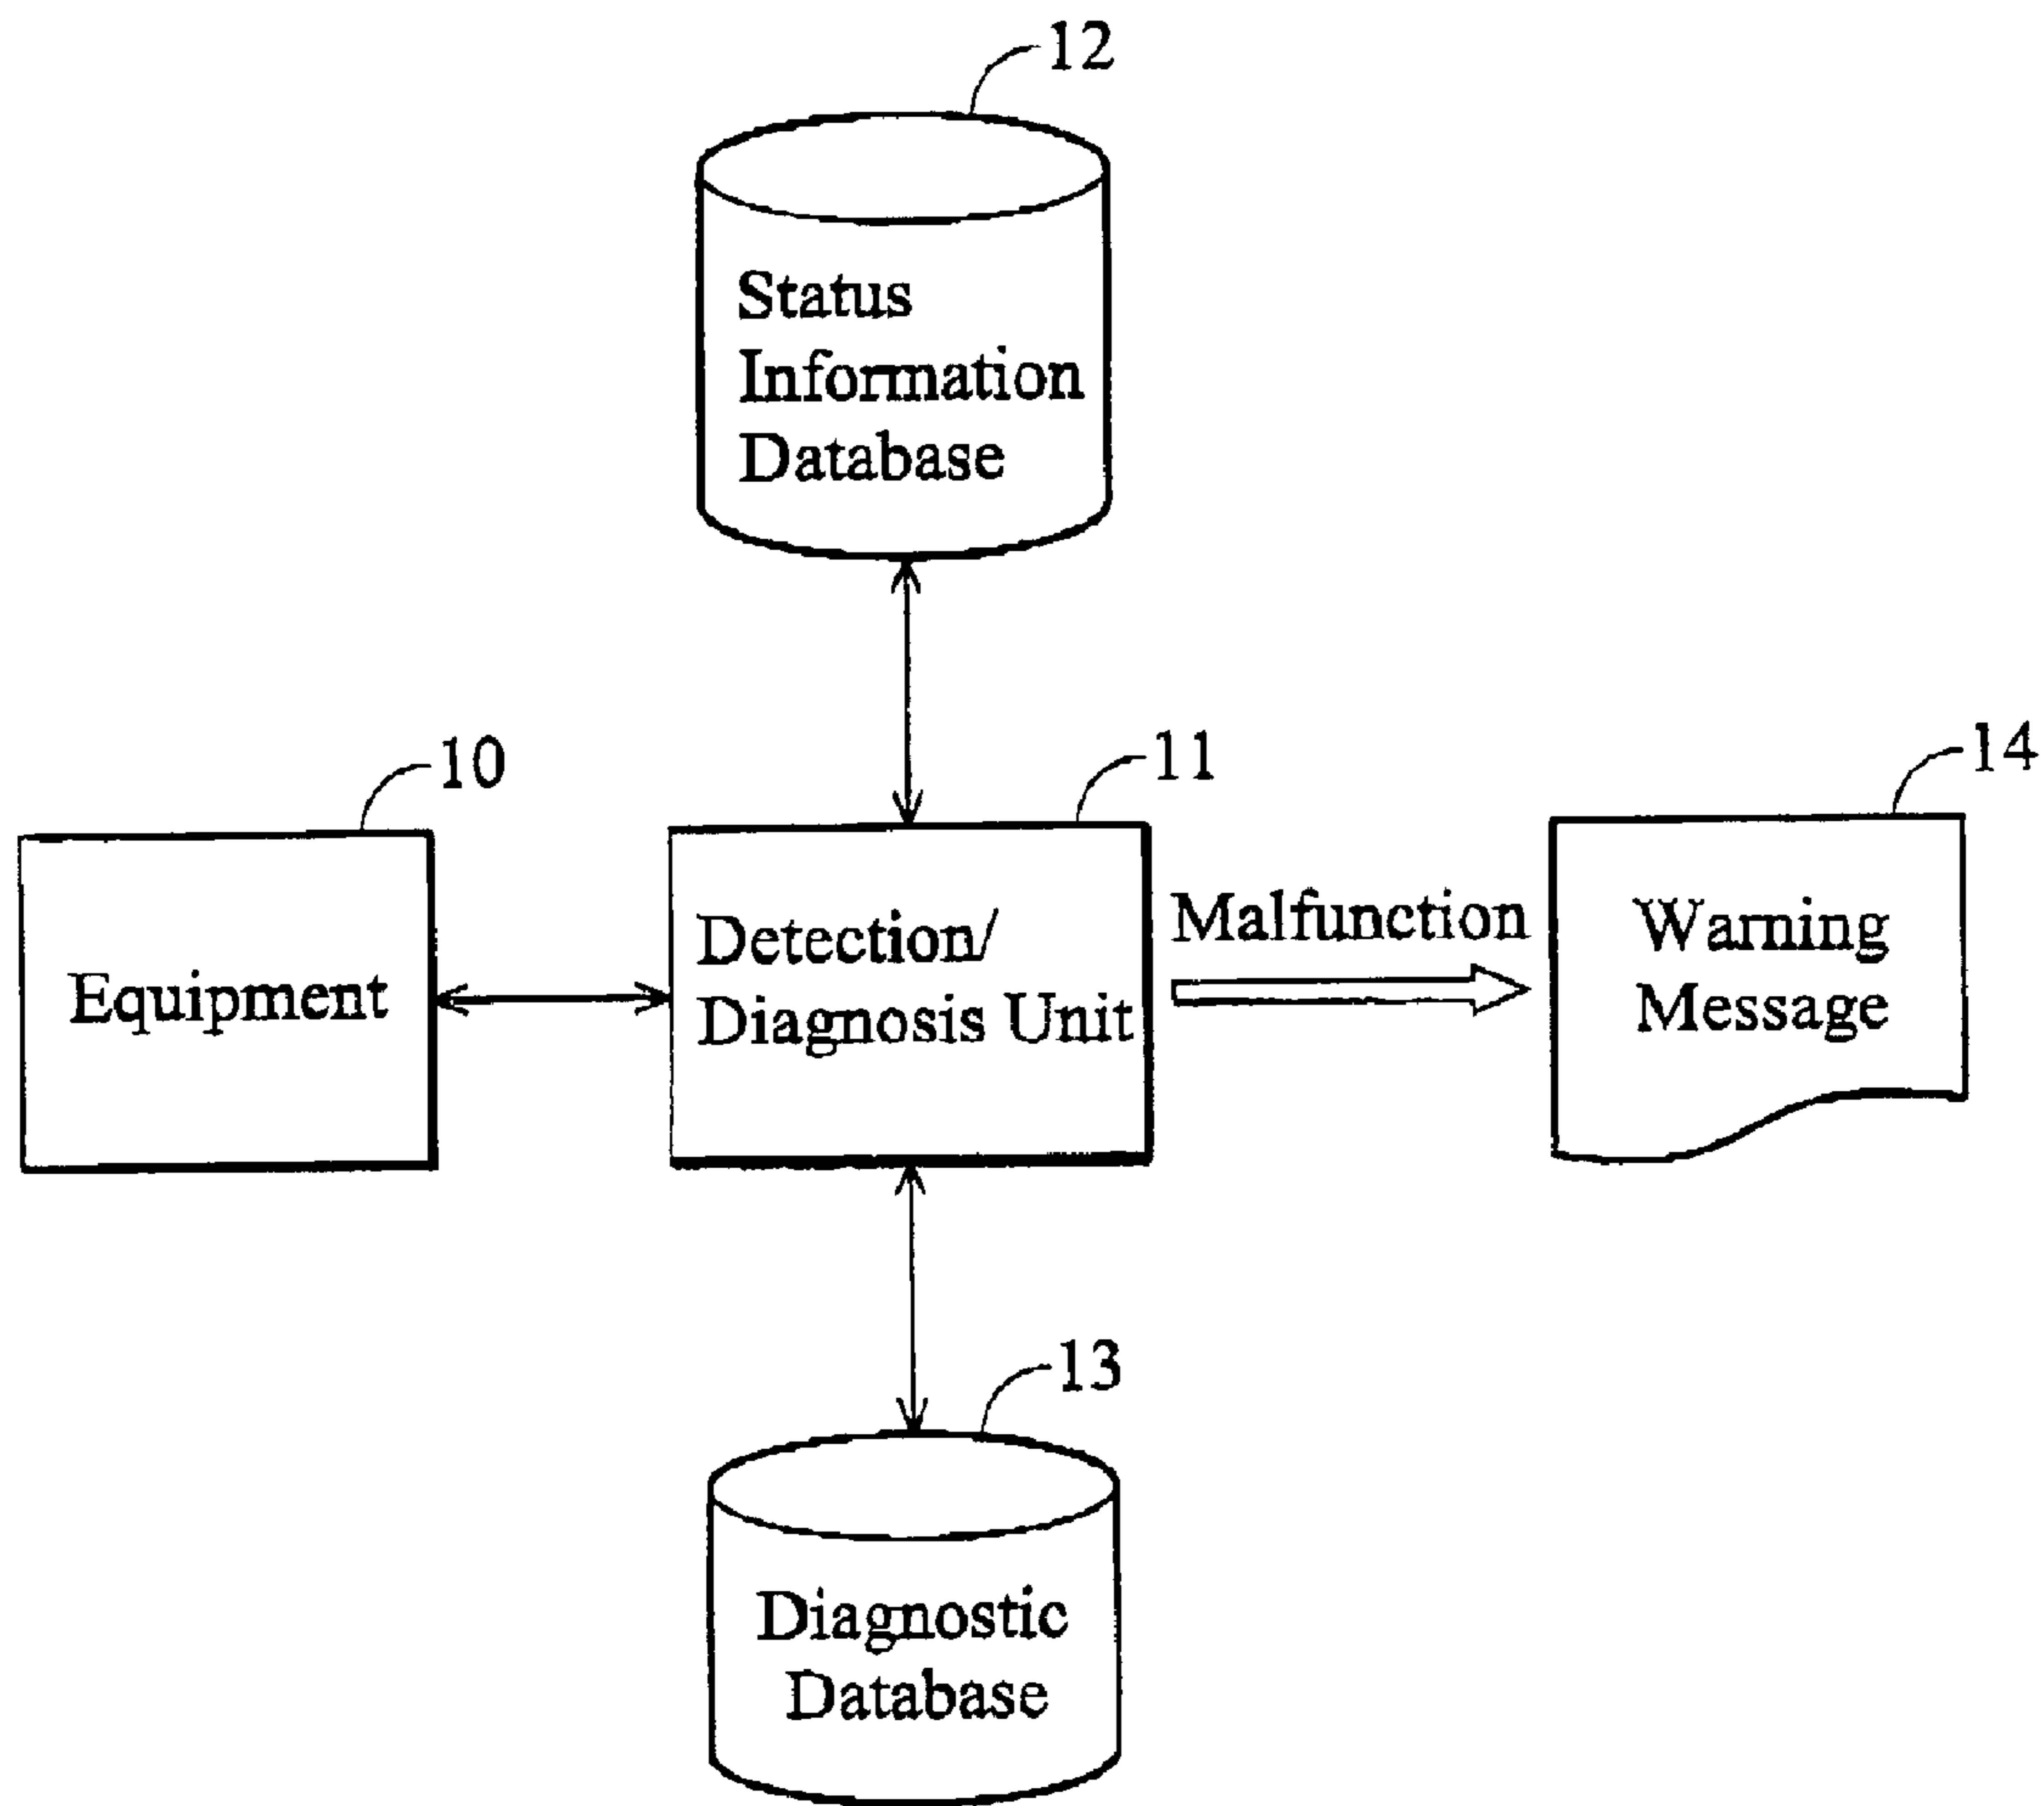 12
Status
Information
Database
10
11
14
Equipment
Detection/
Diagnosis Unit
Malfunction
Warning
Message
13
Diagnostic
Database